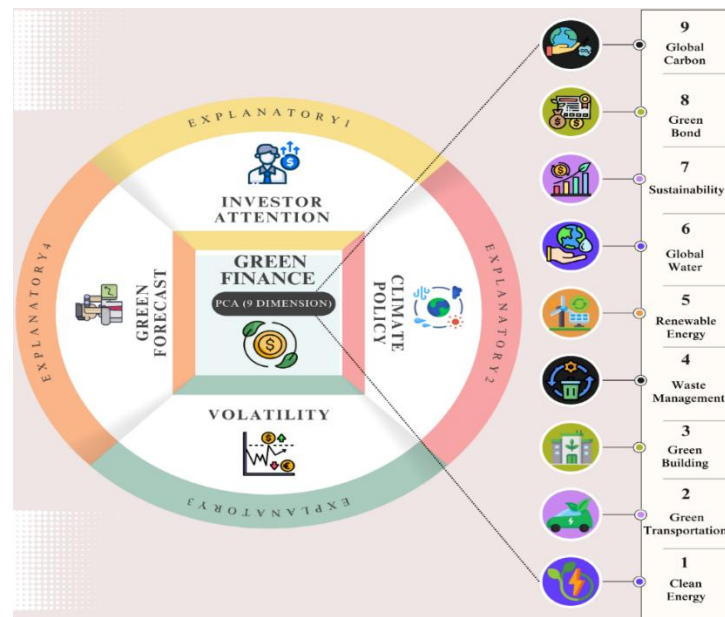 EXPLANATORY1
INVESTOR
ATTENTION
EXPLANATORY4
GREEN
FORECAST
GREEN
FINANCE
PCA (9 DIMENSION)
CLIMATE
POLICY
EXPLANATORY2
VOLATILITY
EXPLANATORY3
9
Global
Carbon
8
Green
Bond
7
Sustainability
6
Global
Water
5
Renewable
Energy
4
Waste
Management
3
Green
Building
2
Green
Transportation
1
Clean
Energy